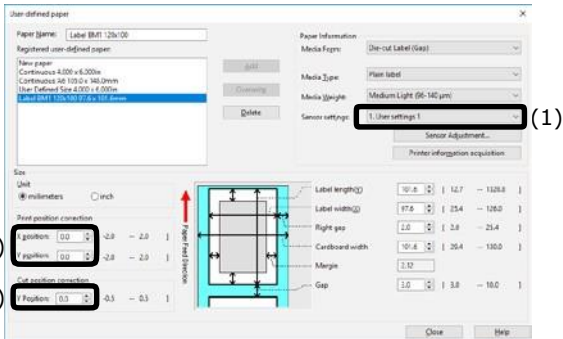 User-defined paper
Paper Name: Label BM1 120x100
Registered user-defined paper:
New paper
Continuous 4.000 x 6.000in
Continuous A6 105.0 x 148.0mm
User Defined Size 4.000 x 6.000in
Label BM1 120x100 97.6 x 101.6mm
Add
Overwrite
Delete
Paper Information
Media Form: Die-cut Label (Gap)
Media Type: Plain label
Media Weight: Medium Light (96-140 μm)
Sensor settings: 1. User settings 1
(1)
Sensor Adjustment...
Printer information acquisition
Size
Unit
millimeters inch
Print position correction
X position: 0.0 -2.0 -- 2.0 ]
Y position: 0.0 -2.0 -- 2.0 ]
Cut position correction
Y Position: 0.3 -0.5 -- 0.5 ]
Paper Feed Direction
Label length(Y) 101.6 [ 12.7 -- 1320.8 ]
Label width(X) 97.6 [ 25.4 -- 126.0 ]
Right gap 2.0 [ 2.0 -- 25.4 ]
Cardboard width 101.6 [ 29.4 -- 130.0 ]
Margin 2.32
Gap 3.0 [ 3.0 -- 10.0 ]
Close Help